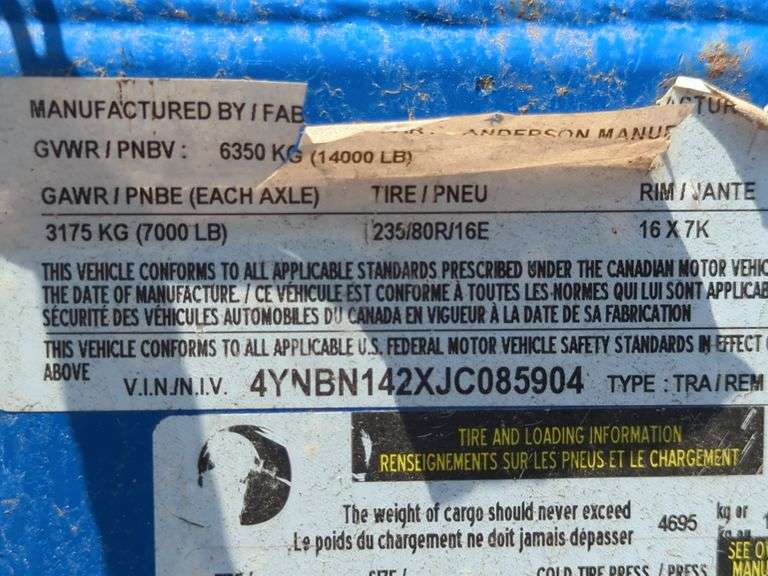 MANUFACTURED BY / FAB
ANDERSON MANUF
GVWR / PNBV : 6350 KG (14000 LB)
GAWR / PNBE (EACH AXLE) TIRE / PNEU RIM / JANTE
3175 KG (7000 LB) 235/80R/16E 16 X 7K
THIS VEHICLE CONFORMS TO ALL APPLICABLE STANDARDS PRESCRIBED UNDER THE CANADIAN MOTOR VEHIC
THE DATE OF MANUFACTURE. / CE VÉHICULE EST CONFORME À TOUTES LES NORMES QUI LUI SONT APPLICAB
SÉCURITÉ DES VÉHICULES AUTOMOBILES DU CANADA EN VIGUEUR À LA DATE DE SA FABRICATION
THIS VEHICLE CONFORMS TO ALL APPLICABLE U.S. FEDERAL MOTOR VEHICLE SAFETY STANDARDS IN EFFECT
ABOVE
V.I.N./N.I.V. 4YNBN142XJC085904 TYPE : TRA / REM
TIRE AND LOADING INFORMATION
RENSEIGNEMENTS SUR LES PNEUS ET LE CHARGEMENT
The weight of cargo should never exceed
Le poids du chargement ne doit jamais dépasser
4695 kg or
SEE O
MANU
COLD TIRE PRESS / PRESS